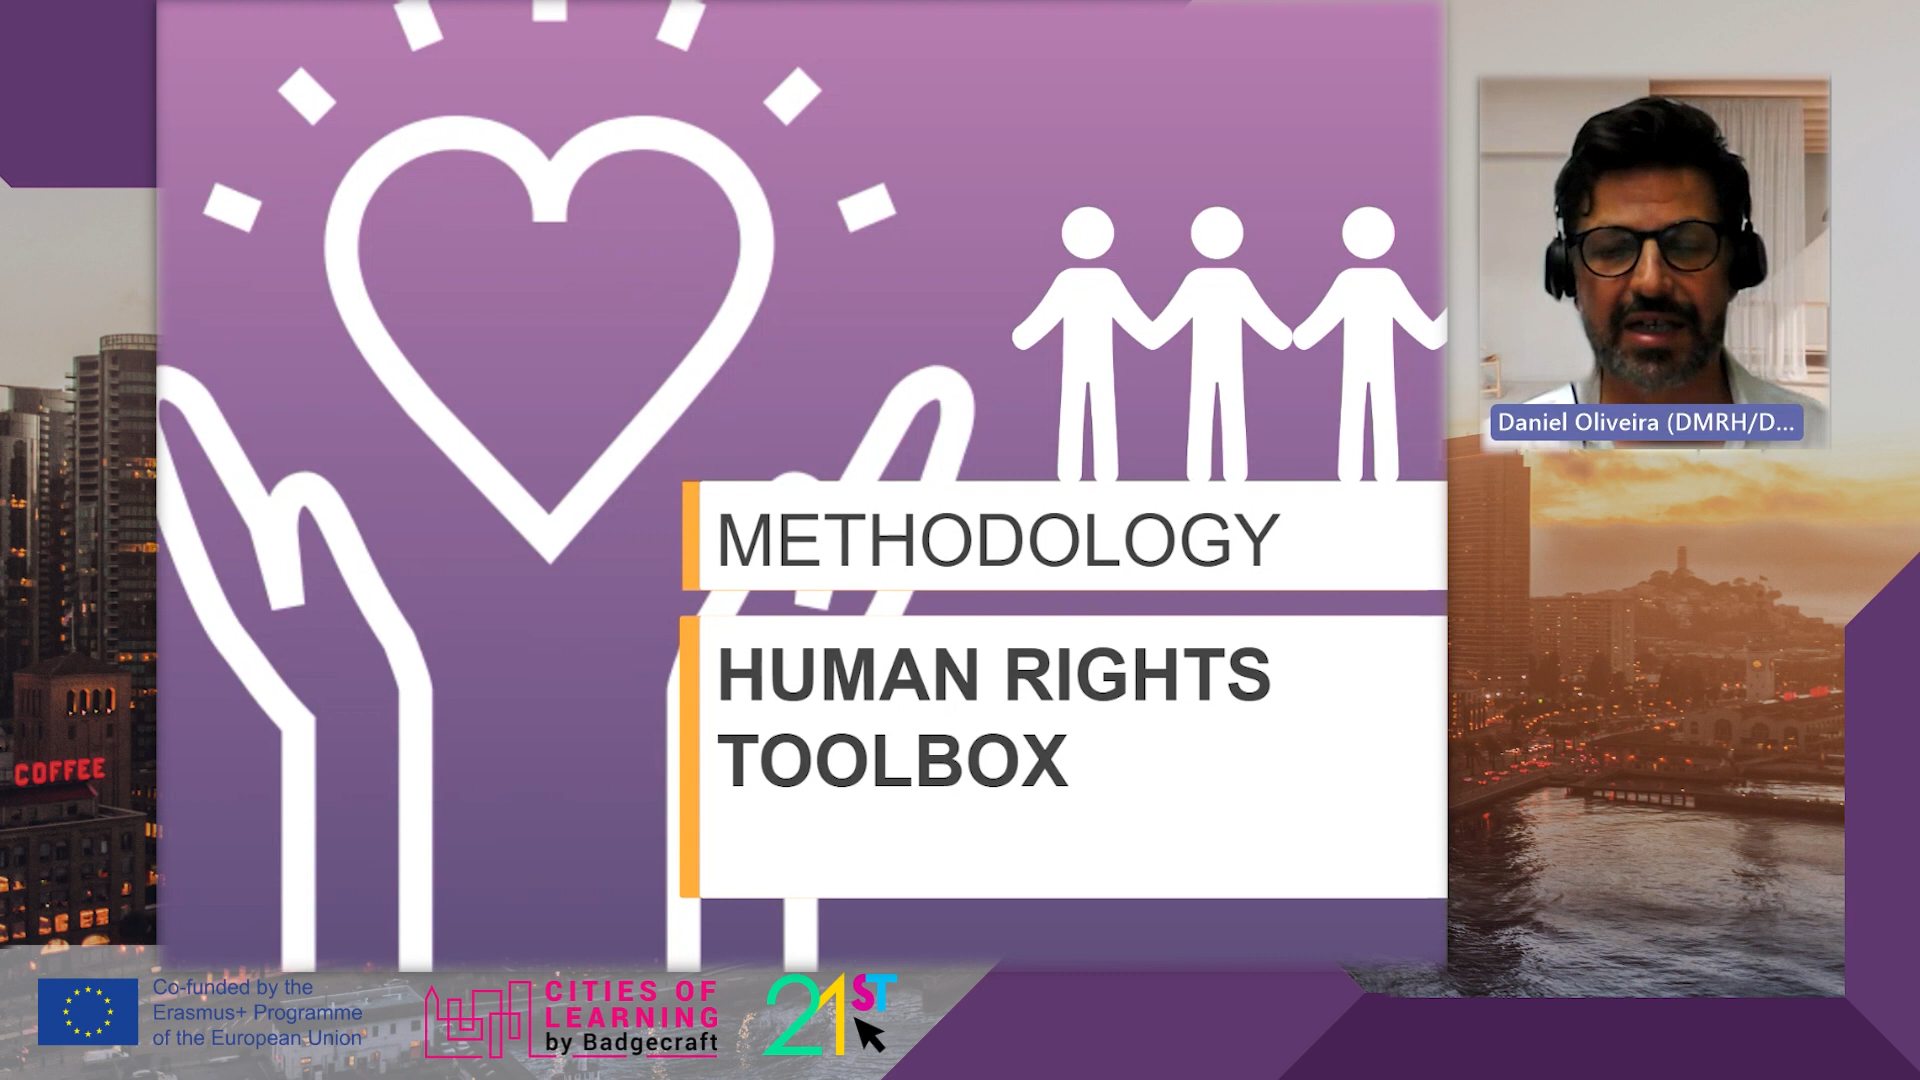 Daniel Oliveira (DMRH/D...
METHODOLOGY
HUMAN RIGHTS
TOOLBOX
COFFEE
Co-funded by the
Erasmus+ Programme
of the European Union
CITIES OF
LEARNING
by Badgecraft
21ST